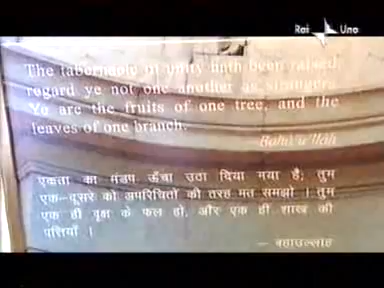 Rai Uno
The tabernacle of unity hath been raised;
regard ye not one another as strangers.
Ye are the fruits of one tree, and the
leaves of one branch.
Bahá'u'lláh
एकता का मंडप ऊँचा उठा दिया गया है; तुम
एक-दूसरे को अपरिचितों की तरह मत समझो । तुम
एक ही वृक्ष के फल हो, और एक ही शाख की
पत्तियाँ ।
— बहाउल्लाह